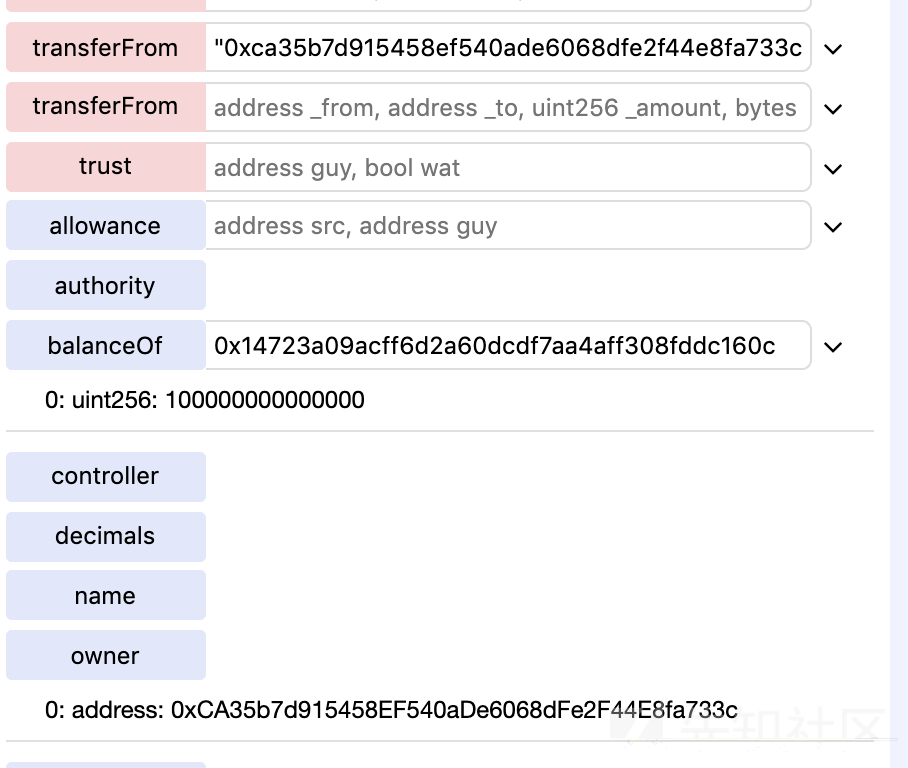 transferFrom "0xca35b7d915458ef540ade6068dfe2f44e8fa733c
transferFrom address _from, address _to, uint256 _amount, bytes
trust address guy, bool wat
allowance address src, address guy
authority
balanceOf 0x14723a09acff6d2a60dcdf7aa4aff308fddc160c
0: uint256: 100000000000000
controller
decimals
name
owner
0: address: 0xCA35b7d915458EF540aDe6068dFe2F44E8fa733c
先知社区